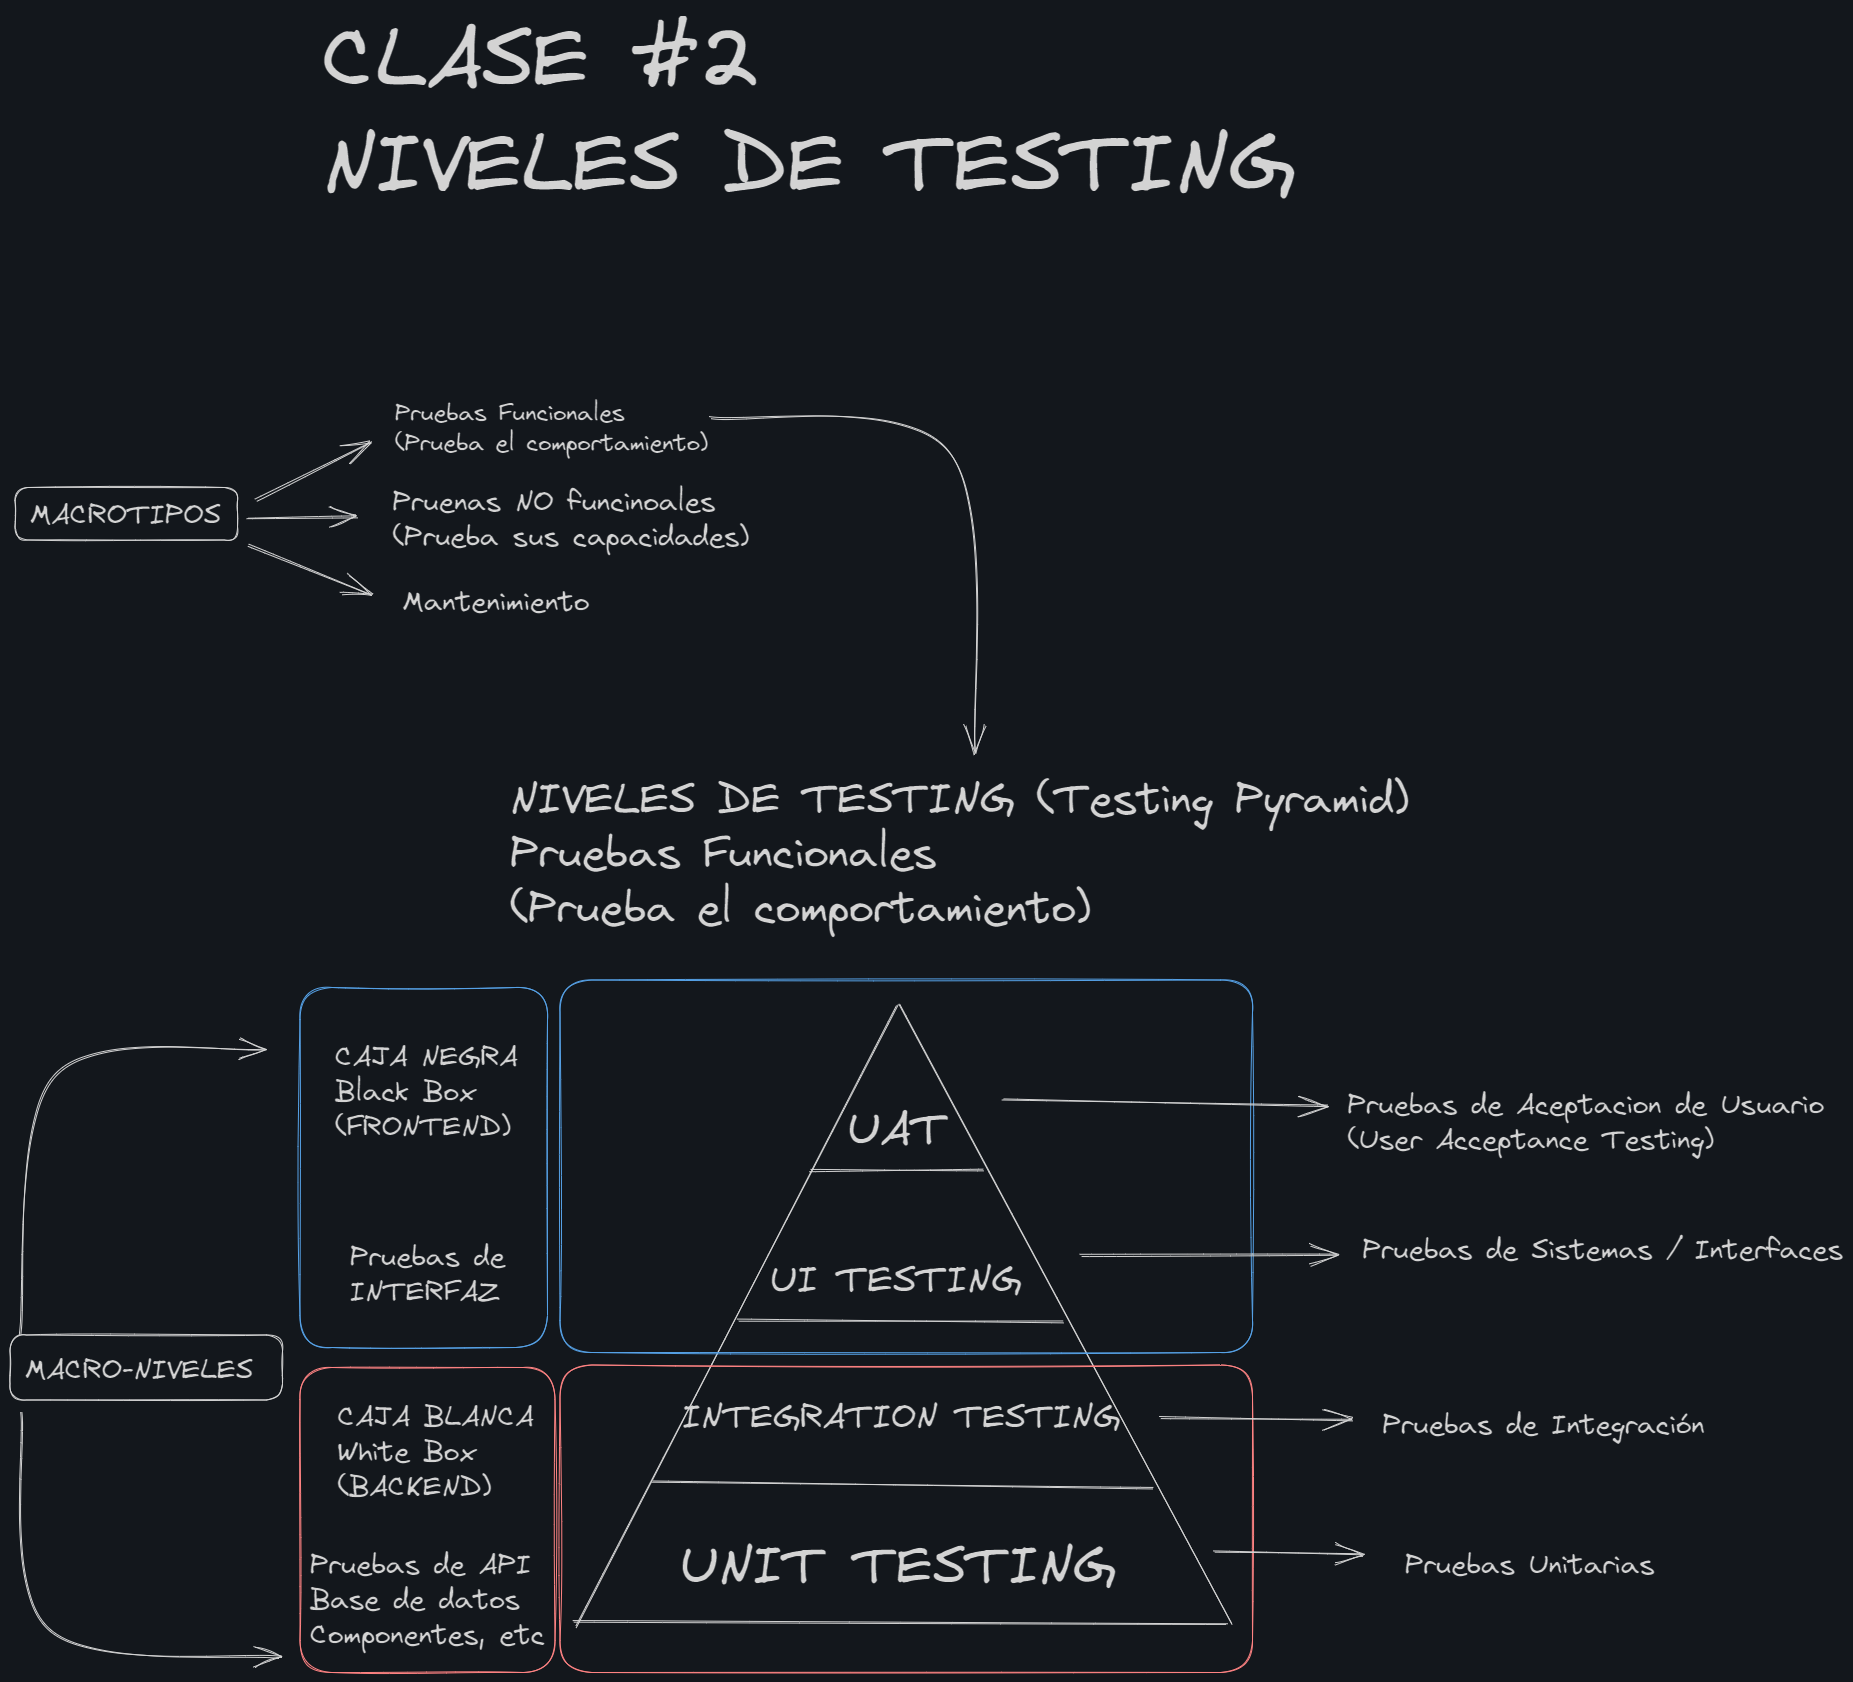 CLASE #2
NIVELES DE TESTING
Pruebas Funcionales
(Prueba el comportamiento)
MACROTIPOS
Pruenas NO funcinoales
(Prueba sus capacidades)
Mantenimiento
NIVELES DE TESTING (Testing Pyramid)
Pruebas Funcionales
(Prueba el comportamiento)
CAJA NEGRA
Black Box
(FRONTEND)
Pruebas de
INTERFAZ
UAT
Pruebas de Aceptacion de Usuario
(User Acceptance Testing)
UI TESTING
Pruebas de Sistemas / Interfaces
MACRO-NIVELES
CAJA BLANCA
White Box
(BACKEND)
Pruebas de API
Base de datos
Componentes, etc
INTEGRATION TESTING
Pruebas de Integración
UNIT TESTING
Pruebas Unitarias